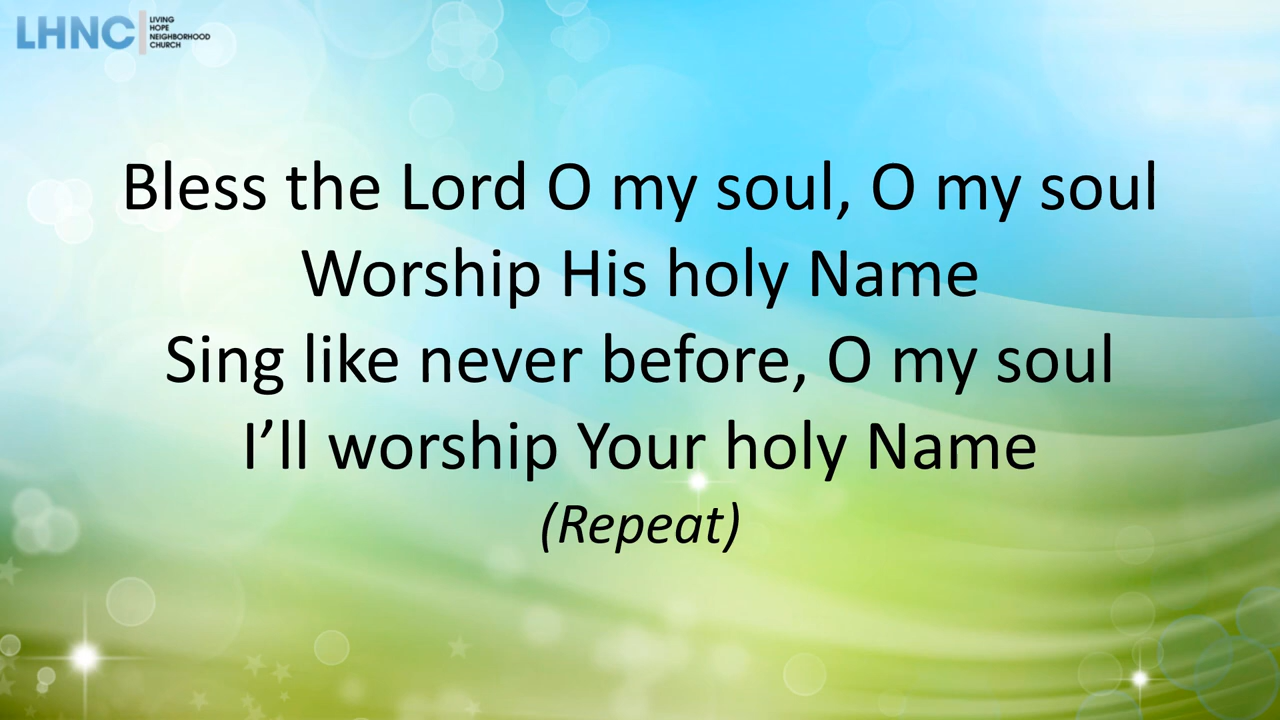 LHNC
LIVING
HOPE
NEIGHBORHOOD
CHURCH
Bless the Lord O my soul, O my soul
Worship His holy Name
Sing like never before, O my soul
I’ll worship Your holy Name
(Repeat)